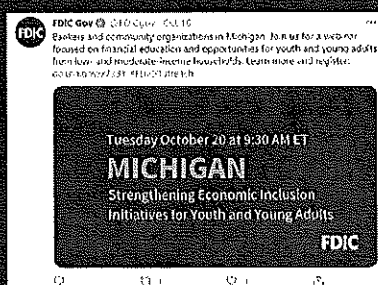 FDIC
FDIC Gov
Bankers and community organizations in Michigan. Join us for a webinar
focused on financial education and opportunities for youth and young adults
from low- and moderate-income households. Learn more and register:
Tuesday October 20 at 9:30 AM ET
MICHIGAN
Strengthening Economic Inclusion
Initiatives for Youth and Young Adults
FDIC